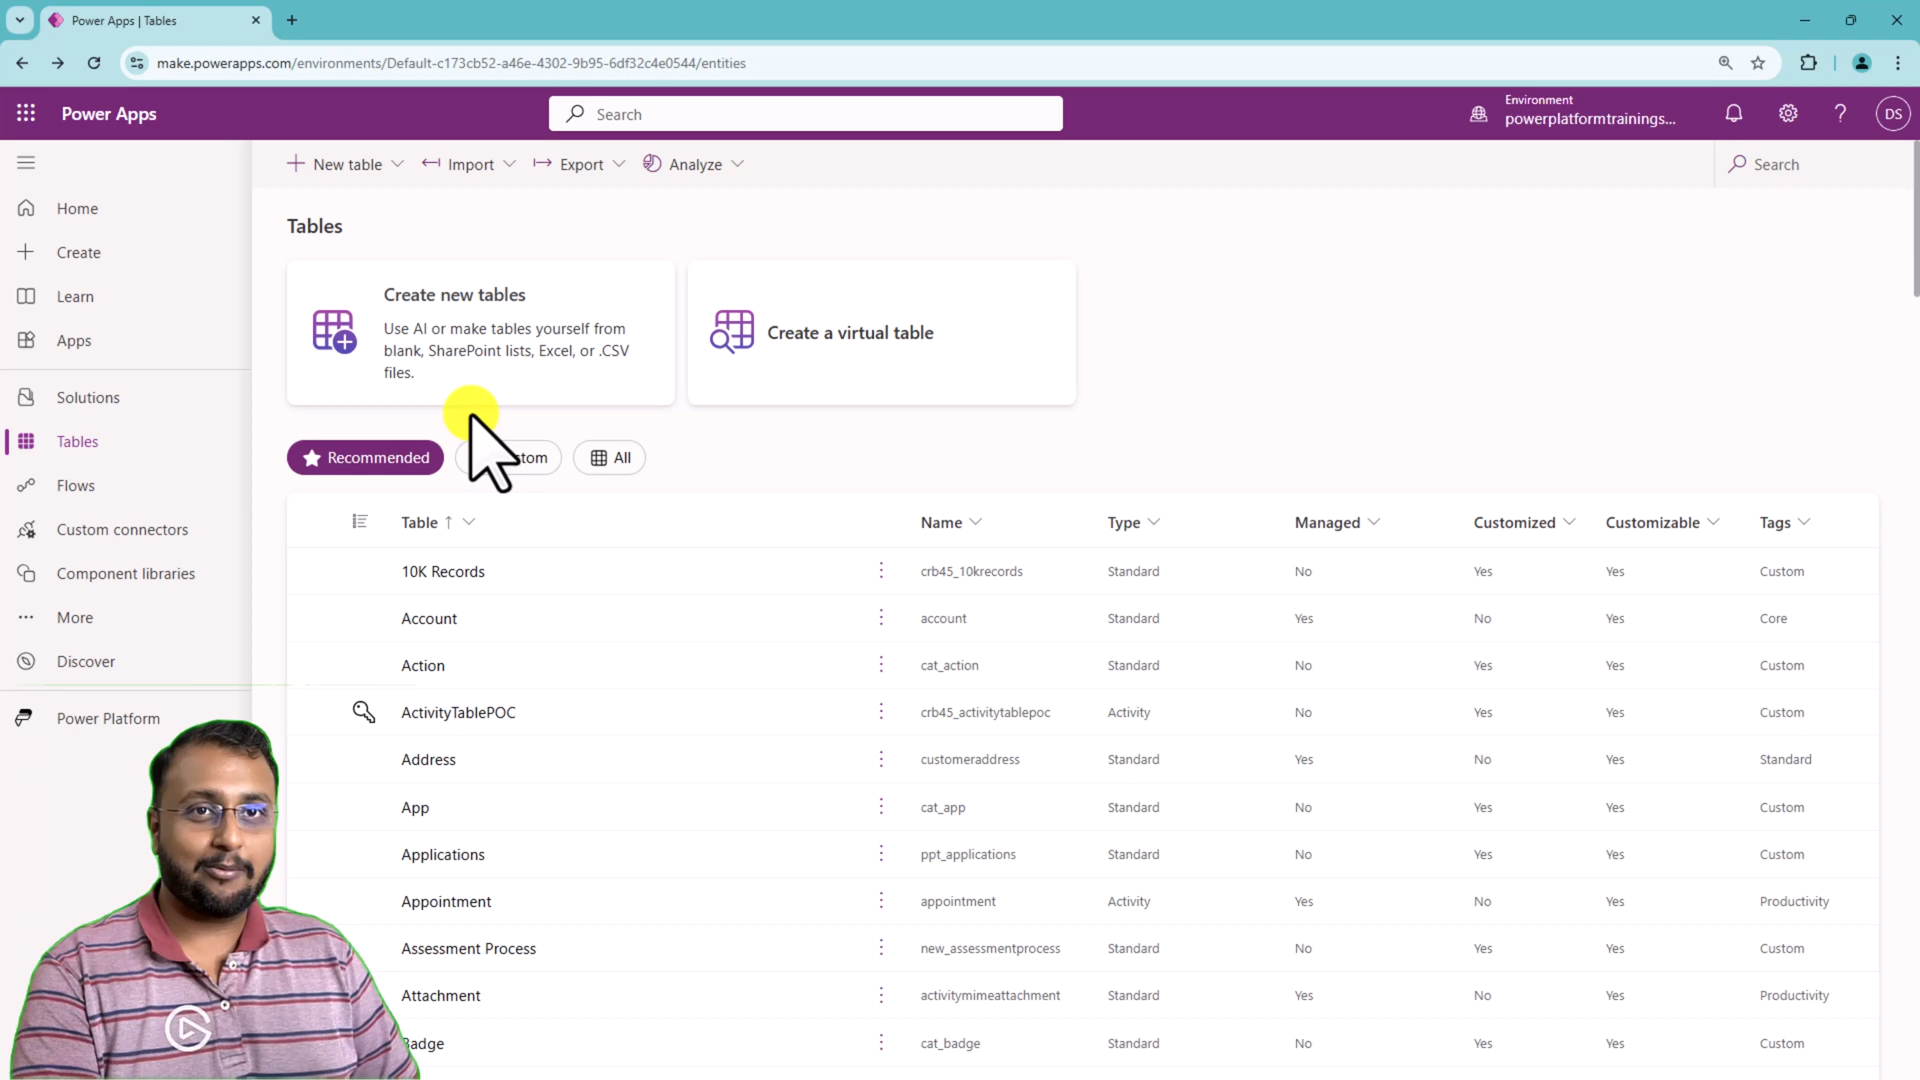 Power Apps | Tables
make.powerapps.com/environments/Default-c173cb52-a46e-4302-9b95-6df32c4e0544/entities
Power Apps
Search
Environment
powerplatformtrainings...
DS
New table
Import
Export
Analyze
Search
Home
Create
Learn
Apps
Solutions
Tables
Flows
Custom connectors
Component libraries
More
Discover
Power Platform
Tables
Create new tables
Use AI or make tables yourself from
blank, SharePoint lists, Excel, or .CSV
files.
Create a virtual table
Recommended
tom
All
Table Name Type Managed Customized Customizable Tags
10K Records crb45_10krecords Standard No Yes Yes Custom
Account account Standard Yes No Yes Core
Action cat_action Standard No Yes Yes Custom
ActivityTablePOC crb45_activitytablepoc Activity No Yes Yes Custom
Address customeraddress Standard Yes No Yes Standard
App cat_app Standard No Yes Yes Custom
Applications ppt_applications Standard No Yes Yes Custom
Appointment appointment Activity Yes No Yes Productivity
Assessment Process new_assessmentprocess Standard No Yes Yes Custom
Attachment activitymimeattachment Standard Yes No Yes Productivity
Badge cat_badge Standard No Yes Yes Custom